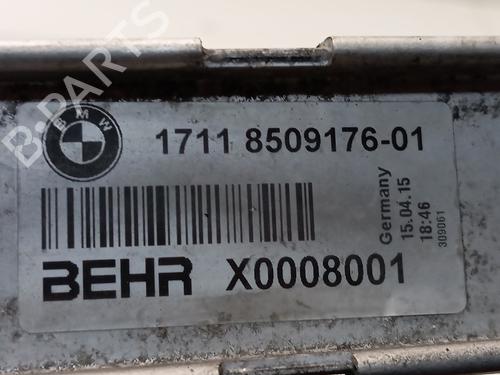 BMW
1711 8509176-01
BEHR X0008001
Germany
15.04.15
18:46
309061
B-PARTS